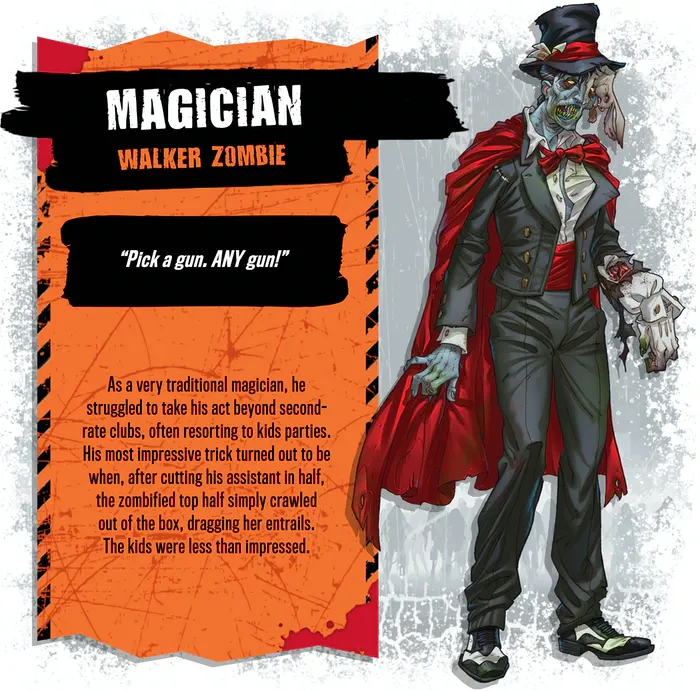 MAGICIAN
WALKER ZOMBIE
“Pick a gun. ANY gun!”
As a very traditional magician, he
struggled to take his act beyond second-
rate clubs, often resorting to kids parties.
His most impressive trick turned out to be
when, after cutting his assistant in half,
the zombified top half simply crawled
out of the box, dragging her entrails.
The kids were less than impressed.